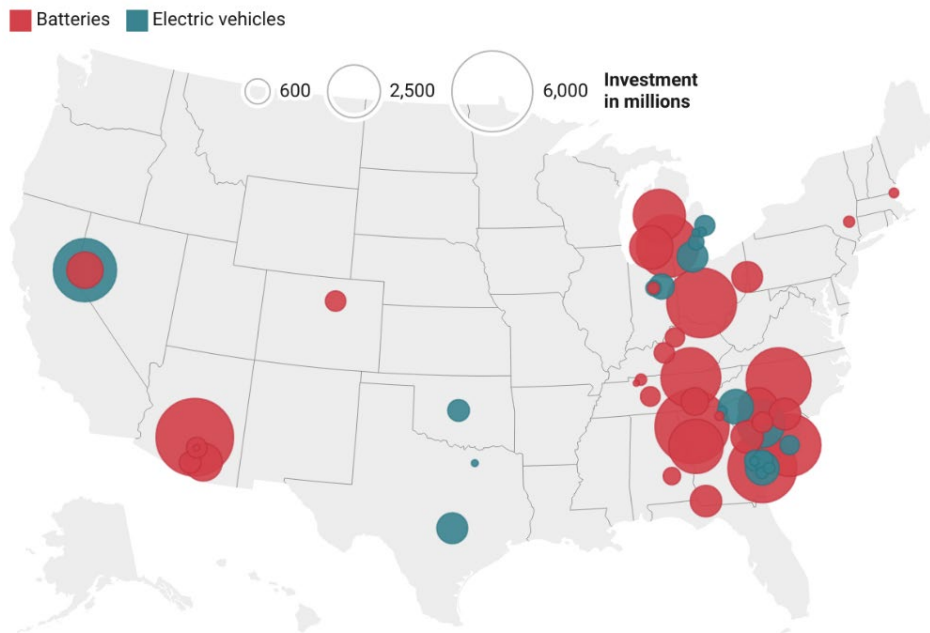 Batteries Electric vehicles
600 2,500 6,000 Investment
in millions